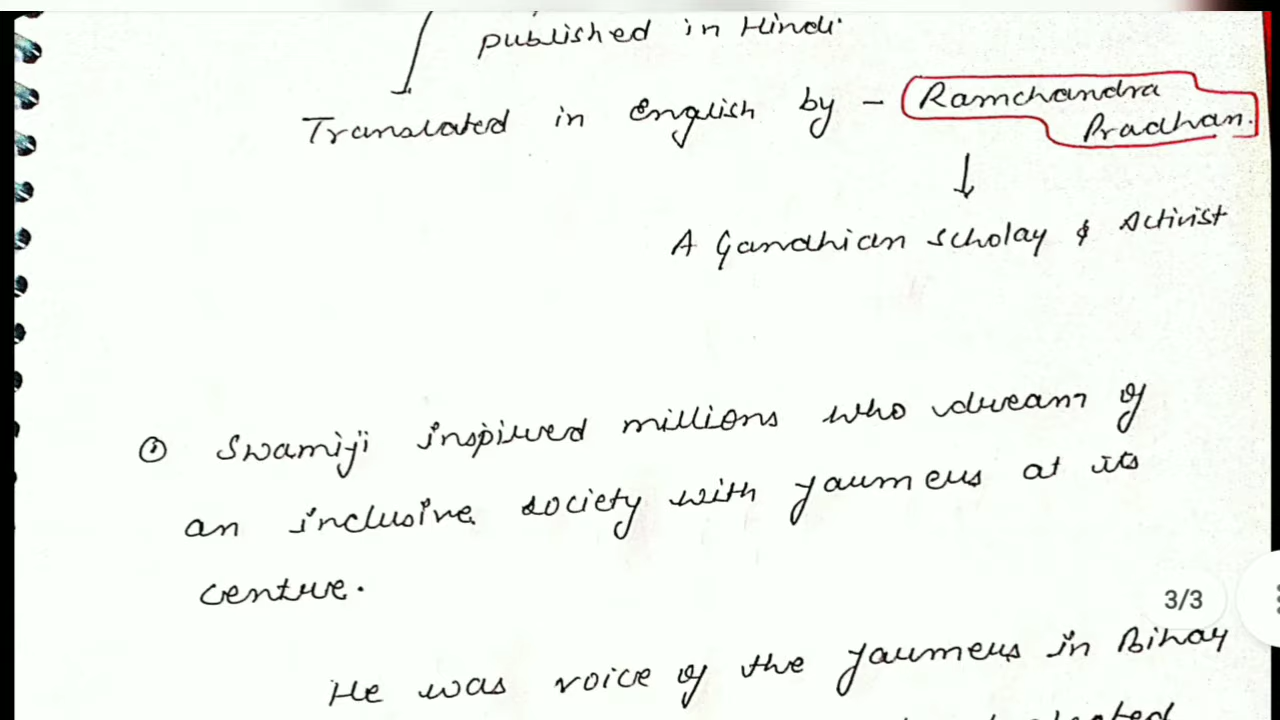 published in Hindi.
Translated in English by - Ramchandra
Pradhan.
A Gandhian Scholar & Activist
Swamiji inspired millions who dream of
an inclusive society with farmers at its
centre.
3/3
He was voice of the farmers in Bihar